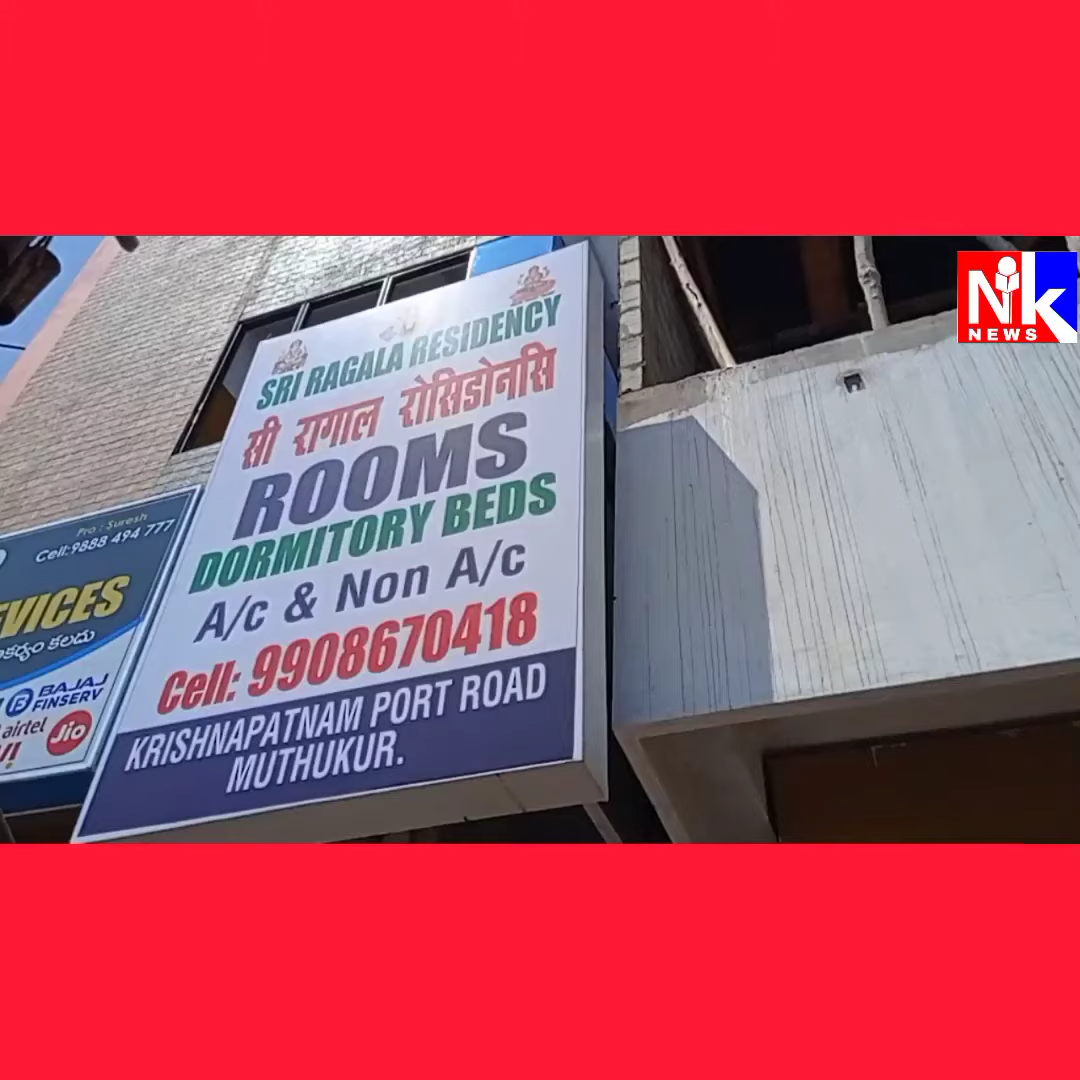 SRI RAGALA RESIDENCY
सी रागाल रोसिडोनसि
ROOMS
DORMITORY BEDS
A/c & Non A/c
Cell: 9908670418
KRISHNAPATNAM PORT ROAD
MUTHUKUR.
Pro : Suresh
Cell:9888 494 777
EVICES
కలదు
BAJAJ
FINSERV
airtel
Jio
NK
NEWS